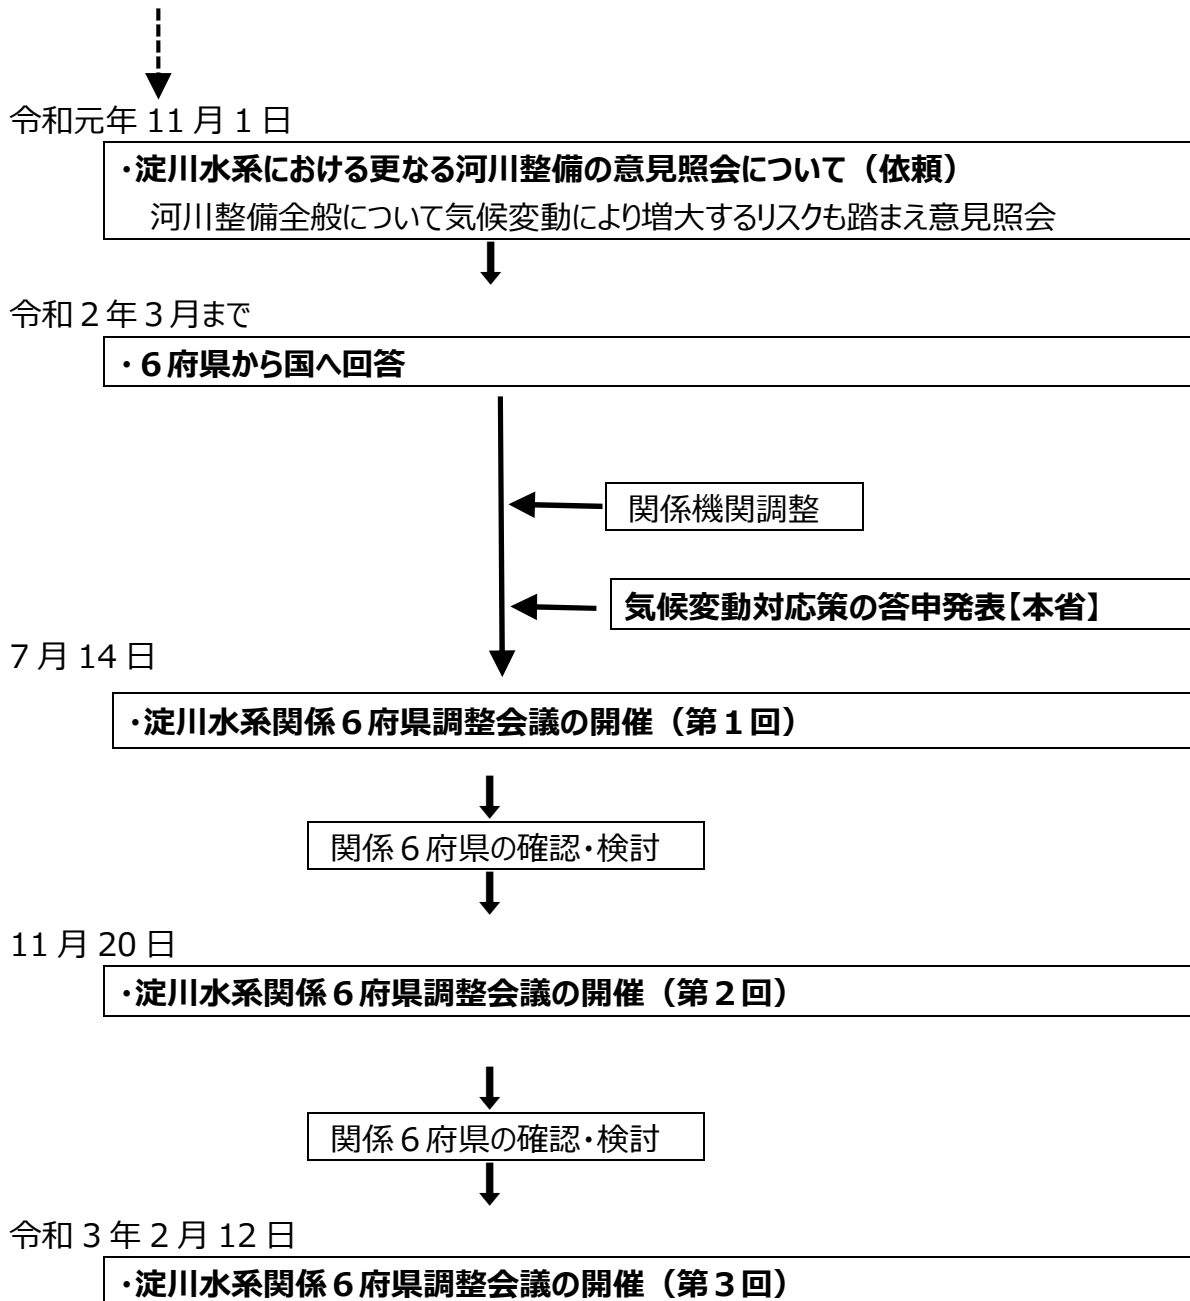 令和元年 11 月 1 日
・淀川水系における更なる河川整備の意見照会について（依頼）
河川整備全般について気候変動により増大するリスクも踏まえ意見照会
令和２年３月まで
・６府県から国へ回答
関係機関調整
気候変動対応策の答申発表【本省】
7 月 14 日
・淀川水系関係６府県調整会議の開催（第１回）
関係６府県の確認・検討
11 月 20 日
・淀川水系関係６府県調整会議の開催（第２回）
関係６府県の確認・検討
令和 3 年 2 月 12 日
・淀川水系関係６府県調整会議の開催（第３回）